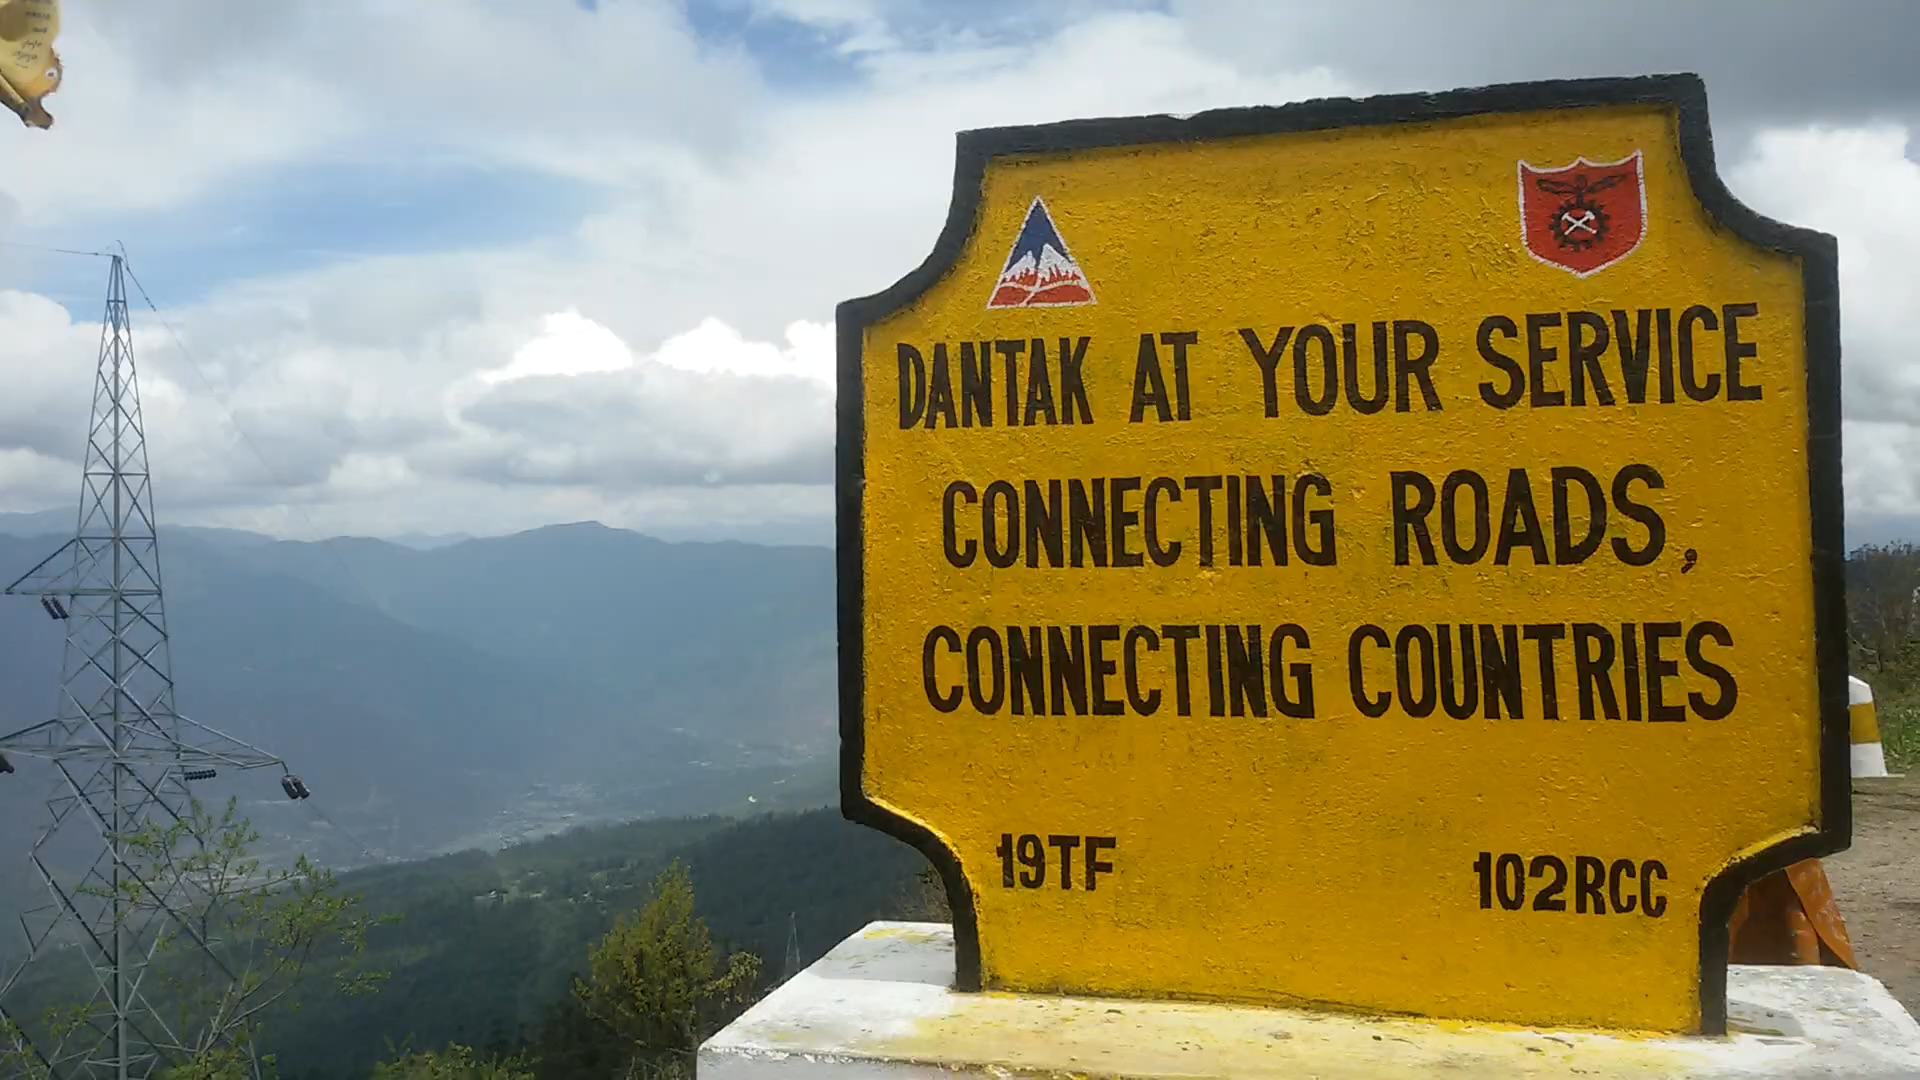 DANTAK AT YOUR SERVICE
CONNECTING ROADS,
CONNECTING COUNTRIES
19TF 102RCC